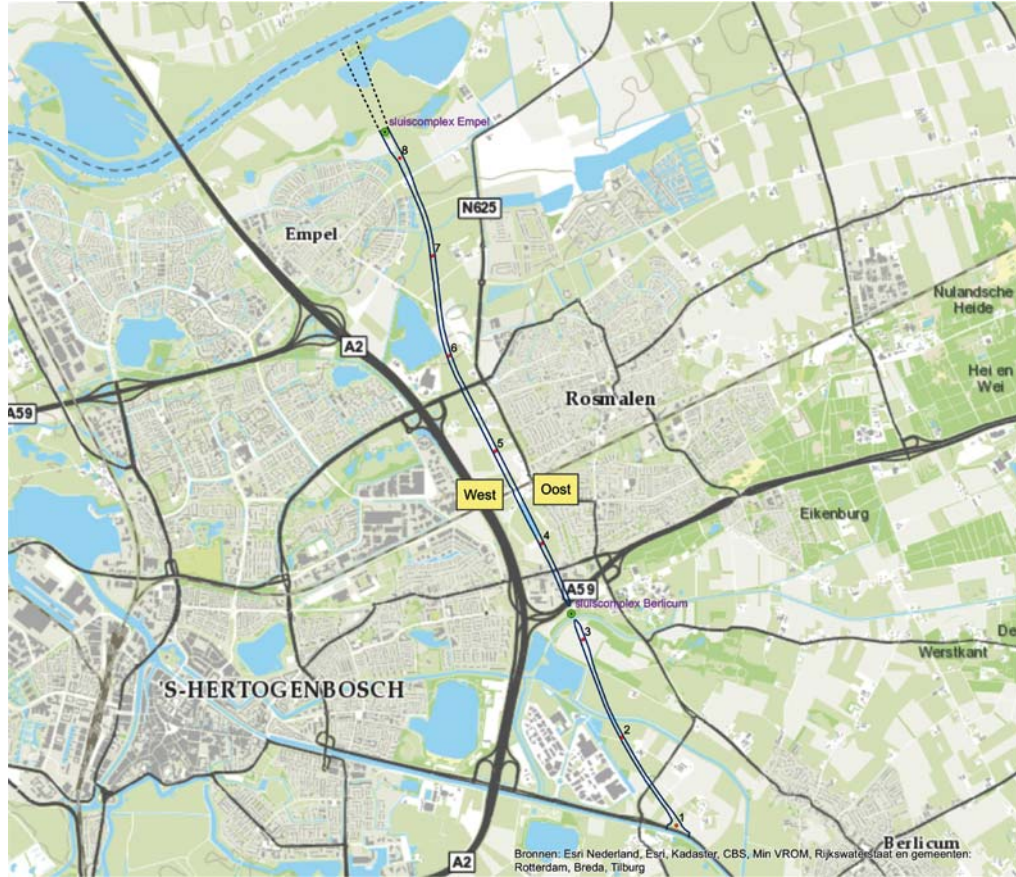 sluiscomplex Empel
8
N625
Empel
7
Nulandsche
Heide
A2
6
Hei en
Wei
Rosmalen
A59
5
West
Oost
Eikenburg
4
A59
sluiscomplex Berlicum
3
De
Werstkant
'S-HERTOGENBOSCH
2
1
Berlicum
A2
Bronnen: Esri Nederland, Esri, Kadaster, CBS, Min VROM, Rijkswaterstaat en gemeenten:
Rotterdam, Breda, Tilburg